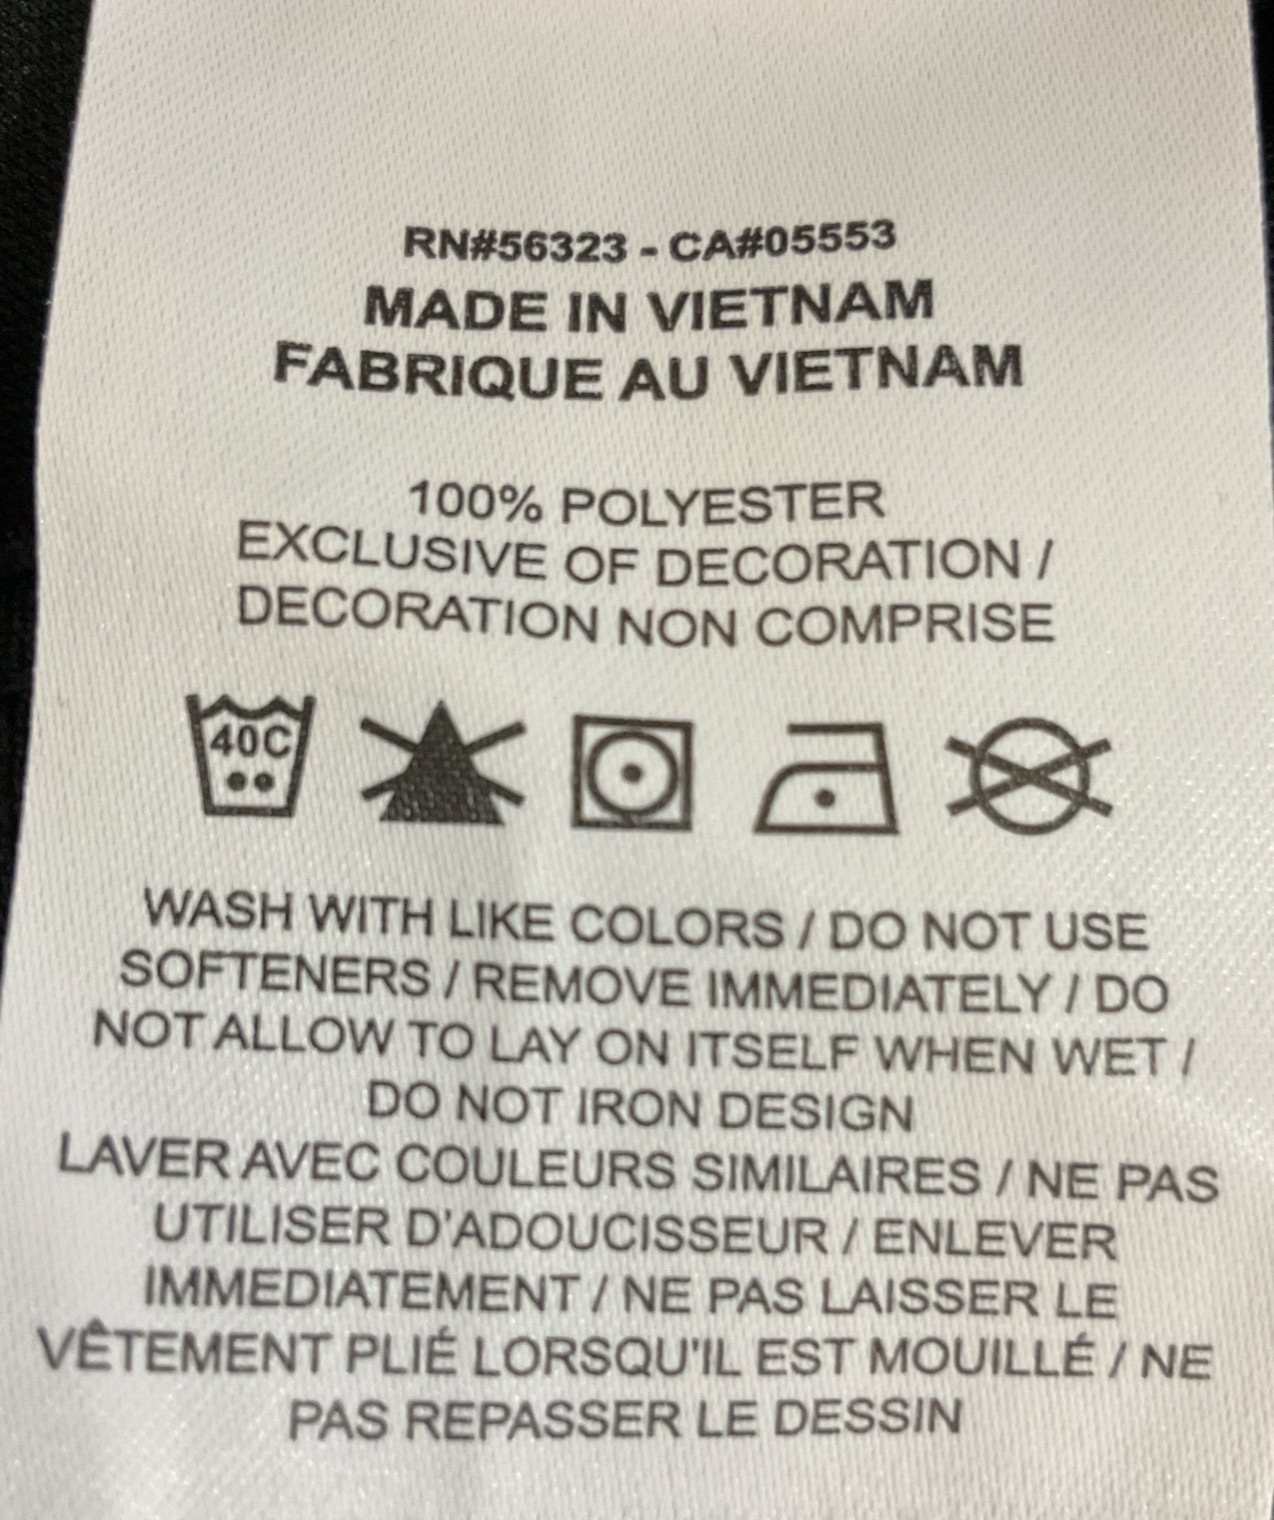 RN#56323 - CA#05553
MADE IN VIETNAM
FABRIQUE AU VIETNAM
100% POLYESTER
EXCLUSIVE OF DECORATION /
DECORATION NON COMPRISE
40C
WASH WITH LIKE COLORS / DO NOT USE
SOFTENERS / REMOVE IMMEDIATELY / DO
NOT ALLOW TO LAY ON ITSELF WHEN WET /
DO NOT IRON DESIGN
LAVER AVEC COULEURS SIMILAIRES / NE PAS
UTILISER D'ADOUCISSEUR / ENLEVER
IMMEDIATEMENT / NE PAS LAISSER LE
VÊTEMENT PLIÉ LORSQU'IL EST MOUILLÉ / NE
PAS REPASSER LE DESSIN